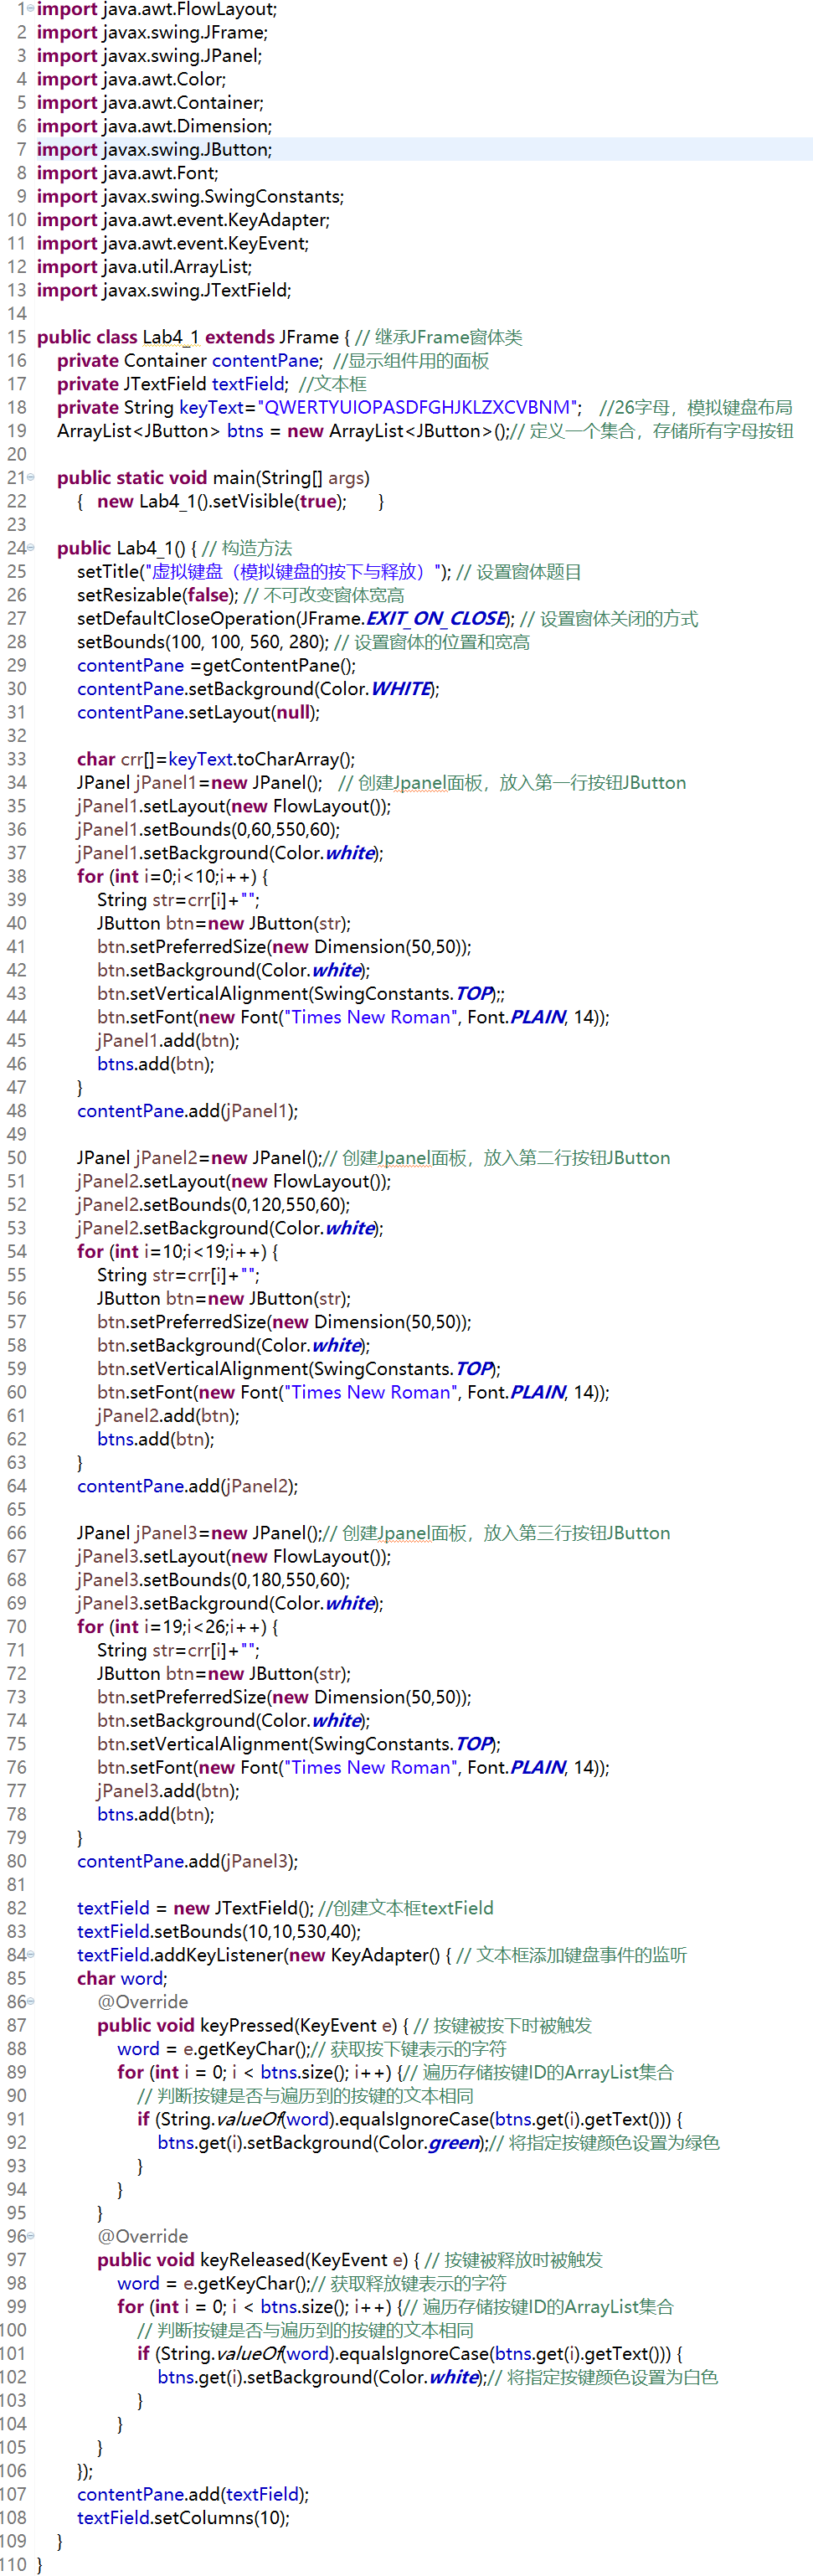 1 import java.awt.FlowLayout;
2 import javax.swing.JFrame;
3 import javax.swing.JPanel;
4 import java.awt.Color;
5 import java.awt.Container;
6 import java.awt.Dimension;
7 import javax.swing.JButton;
8 import java.awt.Font;
9 import javax.swing.SwingConstants;
10 import java.awt.event.KeyAdapter;
11 import java.awt.event.KeyEvent;
12 import java.util.ArrayList;
13 import javax.swing.JTextField;
14
15 public class Lab4_1 extends JFrame { // 继承JFrame窗体类
16 private Container contentPane;  //显示组件用的面板
17 private JTextField textField;  //文本框
18 private String keyText="QWERTYUIOPASDFGHJKLZXCVBNM";   //26字母，模拟键盘布局
19 ArrayList<JButton> btns = new ArrayList<JButton>();// 定义一个集合，存储所有字母按钮
20
21 public static void main(String[] args)
22 {   new Lab4_1().setVisible(true);      }
23
24 public Lab4_1() { // 构造方法
25 setTitle("虚拟键盘（模拟键盘的按下与释放）"); // 设置窗体题目
26 setResizable(false); // 不可改变窗体宽高
27 setDefaultCloseOperation(JFrame.EXIT_ON_CLOSE); // 设置窗体关闭的方式
28 setBounds(100, 100, 560, 280); // 设置窗体的位置和宽高
29 contentPane =getContentPane();
30 contentPane.setBackground(Color.WHITE);
31 contentPane.setLayout(null);
32
33 char crr[]=keyText.toCharArray();
34 JPanel jPanel1=new JPanel();   // 创建Jpanel面板，放入第一行按钮JButton
35 jPanel1.setLayout(new FlowLayout());
36 jPanel1.setBounds(0,60,550,60);
37 jPanel1.setBackground(Color.white);
38 for (int i=0;i<10;i++) {
39 String str=crr[i]+"";
40 JButton btn=new JButton(str);
41 btn.setPreferredSize(new Dimension(50,50));
42 btn.setBackground(Color.white);
43 btn.setVerticalAlignment(SwingConstants.TOP);;
44 btn.setFont(new Font("Times New Roman", Font.PLAIN, 14));
45 jPanel1.add(btn);
46 btns.add(btn);
47 }
48 contentPane.add(jPanel1);
49
50 JPanel jPanel2=new JPanel();// 创建Jpanel面板，放入第二行按钮JButton
51 jPanel2.setLayout(new FlowLayout());
52 jPanel2.setBounds(0,120,550,60);
53 jPanel2.setBackground(Color.white);
54 for (int i=10;i<19;i++) {
55 String str=crr[i]+"";
56 JButton btn=new JButton(str);
57 btn.setPreferredSize(new Dimension(50,50));
58 btn.setBackground(Color.white);
59 btn.setVerticalAlignment(SwingConstants.TOP);
60 btn.setFont(new Font("Times New Roman", Font.PLAIN, 14));
61 jPanel2.add(btn);
62 btns.add(btn);
63 }
64 contentPane.add(jPanel2);
65
66 JPanel jPanel3=new JPanel();// 创建Jpanel面板，放入第三行按钮JButton
67 jPanel3.setLayout(new FlowLayout());
68 jPanel3.setBounds(0,180,550,60);
69 jPanel3.setBackground(Color.white);
70 for (int i=19;i<26;i++) {
71 String str=crr[i]+"";
72 JButton btn=new JButton(str);
73 btn.setPreferredSize(new Dimension(50,50));
74 btn.setBackground(Color.white);
75 btn.setVerticalAlignment(SwingConstants.TOP);
76 btn.setFont(new Font("Times New Roman", Font.PLAIN, 14));
77 jPanel3.add(btn);
78 btns.add(btn);
79 }
80 contentPane.add(jPanel3);
81
82 textField = new JTextField(); //创建文本框textField
83 textField.setBounds(10,10,530,40);
84 textField.addKeyListener(new KeyAdapter() { // 文本框添加键盘事件的监听
85 char word;
86 @Override
87 public void keyPressed(KeyEvent e) { // 按键被按下时被触发
88 word = e.getKeyChar();// 获取按下键表示的字符
89 for (int i = 0; i < btns.size(); i++) {// 遍历存储按键ID的ArrayList集合
90 // 判断按键是否与遍历到的按键的文本相同
91 if (String.valueOf(word).equalsIgnoreCase(btns.get(i).getText())) {
92 btns.get(i).setBackground(Color.green);// 将指定按键颜色设置为绿色
93 }
94 }
95 }
96 @Override
97 public void keyReleased(KeyEvent e) { // 按键被释放时被触发
98 word = e.getKeyChar();// 获取释放键表示的字符
99 for (int i = 0; i < btns.size(); i++) {// 遍历存储按键ID的ArrayList集合
100 // 判断按键是否与遍历到的按键的文本相同
101 if (String.valueOf(word).equalsIgnoreCase(btns.get(i).getText())) {
102 btns.get(i).setBackground(Color.white);// 将指定按键颜色设置为白色
103 }
104 }
105 }
106 });
107 contentPane.add(textField);
108 textField.setColumns(10);
109 }
110 }